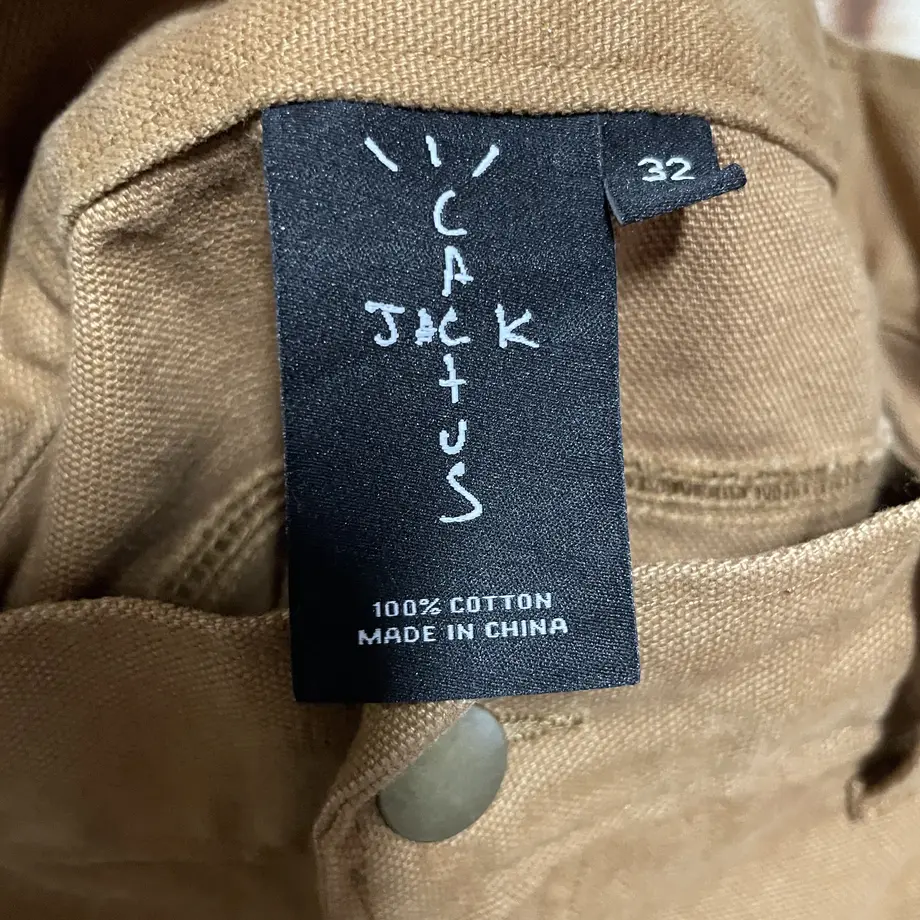 CACTUS
JACK
32
100% COTTON
MADE IN CHINA